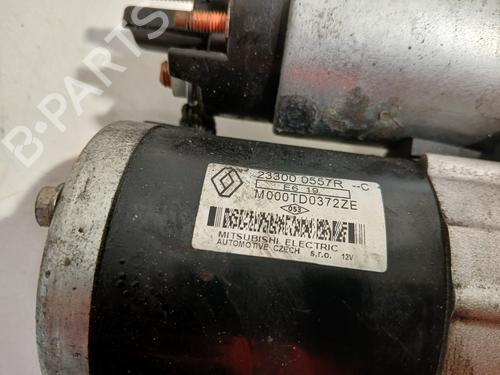 B-PARTS
23300 0557R --C
E6 19
M000TD0372ZE
053
MITSUBISHI ELECTRIC
AUTOMOTIVE CZECH s.r.o. 12V